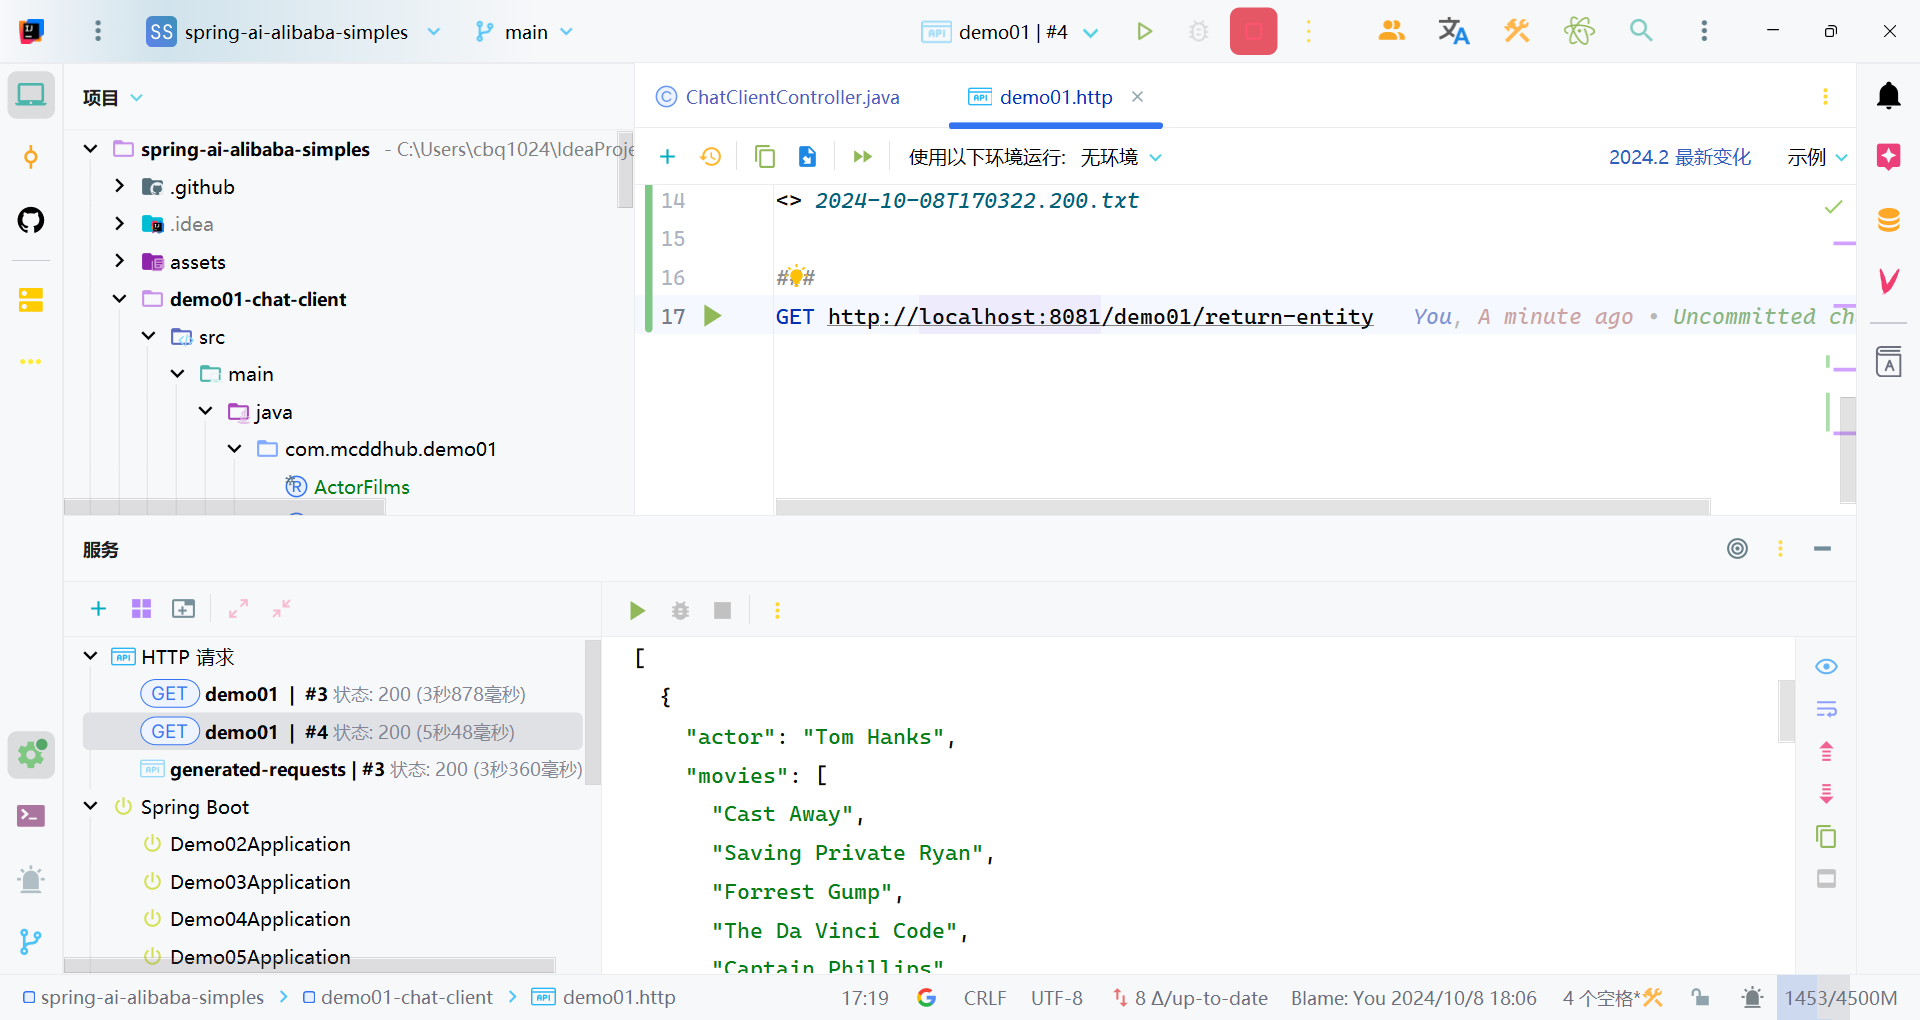 SS spring-ai-alibaba-simples main
API demo01 | #4
项目
ChatClientController.java
API demo01.http
spring-ai-alibaba-simples - C:\Users\cbq1024\IdeaProje
.github
.idea
assets
demo01-chat-client
src
main
java
com.mcddhub.demo01
ActorFilms
使用以下环境运行: 无环境
2024.2 最新变化
示例
14 <> 2024-10-08T170322.200.txt
15
16 ###
17 GET http://localhost:8081/demo01/return-entity You, A minute ago • Uncommitted ch
服务
API HTTP 请求
GET demo01 | #3 状态: 200 (3秒878毫秒)
GET demo01 | #4 状态: 200 (5秒48毫秒)
API generated-requests | #3 状态: 200 (3秒360毫秒)
Spring Boot
Demo02Application
Demo03Application
Demo04Application
Demo05Application
[
{
"actor": "Tom Hanks",
"movies": [
"Cast Away",
"Saving Private Ryan",
"Forrest Gump",
"The Da Vinci Code",
"Captain Phillips"
spring-ai-alibaba-simples > demo01-chat-client > API demo01.http
17:19
CRLF
UTF-8
8 Δ/up-to-date
Blame: You 2024/10/8 18:06
4 个空格*
1453/4500M